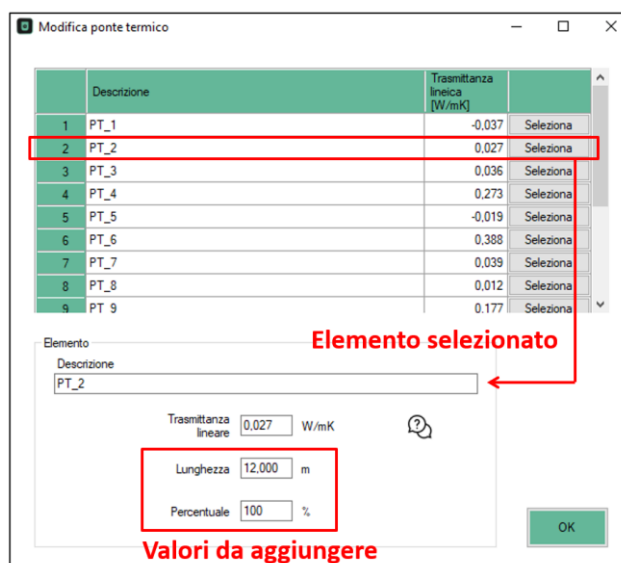 Modifica ponte termico
Descrizione
Trasmittanza
lineica
[W/mK]
1 PT_1 -0,037 Seleziona
2 PT_2 0,027 Seleziona
3 PT_3 0,036 Seleziona
4 PT_4 0,273 Seleziona
5 PT_5 -0,019 Seleziona
6 PT_6 0,388 Seleziona
7 PT_7 0,039 Seleziona
8 PT_8 0,012 Seleziona
9 PT_9 0,177 Seleziona
Elemento
Elemento selezionato
Descrizione
PT_2
Trasmittanza
lineare 0,027 W/mK
Lunghezza 12,000 m
Percentuale 100 %
OK
Valori da aggiungere